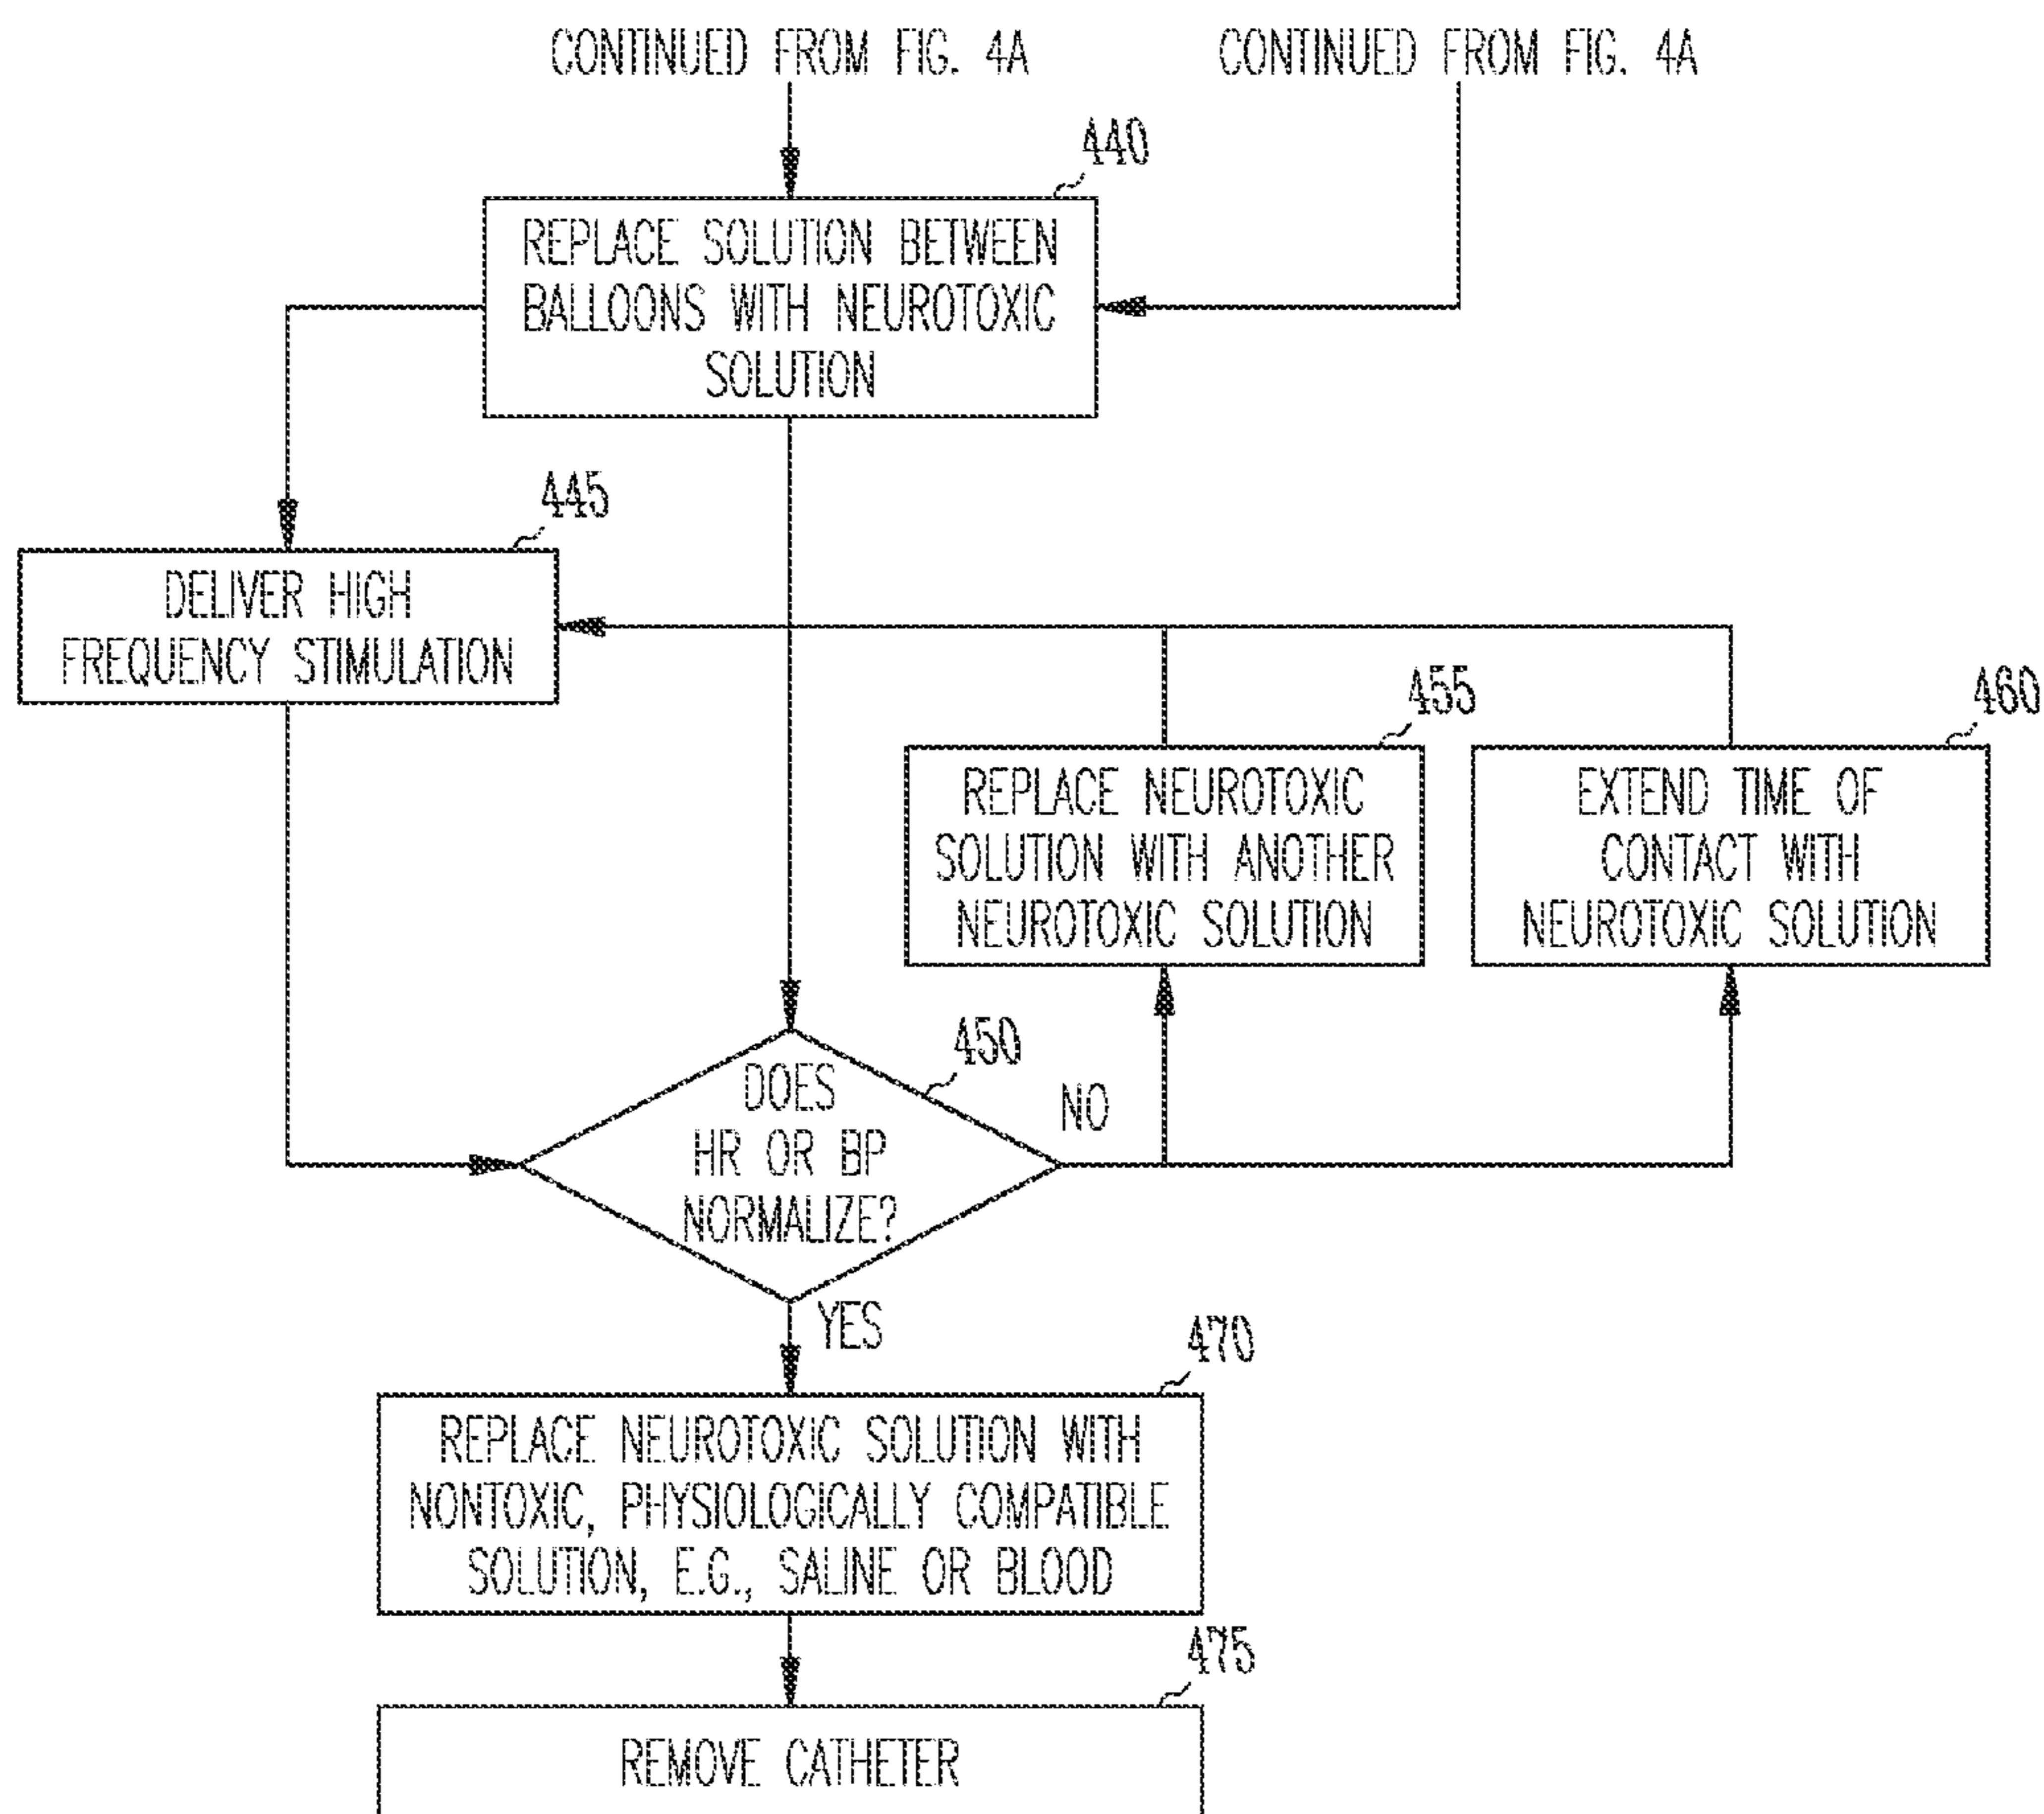 CONTINUED FROM FIG. 4A
CONTINUED FROM FIG. 4A
440
REPLACE SOLUTION BETWEEN
BALLOONS WITH NEUROTOXIC
SOLUTION
445
DELIVER HIGH
FREQUENCY STIMULATION
455
REPLACE NEUROTOXIC
SOLUTION WITH ANOTHER
NEUROTOXIC SOLUTION
460
EXTEND TIME OF
CONTACT WITH
NEUROTOXIC SOLUTION
450
DOES
HR OR BP
NORMALIZE?
NO
YES
470
REPLACE NEUROTOXIC SOLUTION WITH
NONTOXIC, PHYSIOLOGICALLY COMPATIBLE
SOLUTION, E.G., SALINE OR BLOOD
475
REMOVE CATHETER